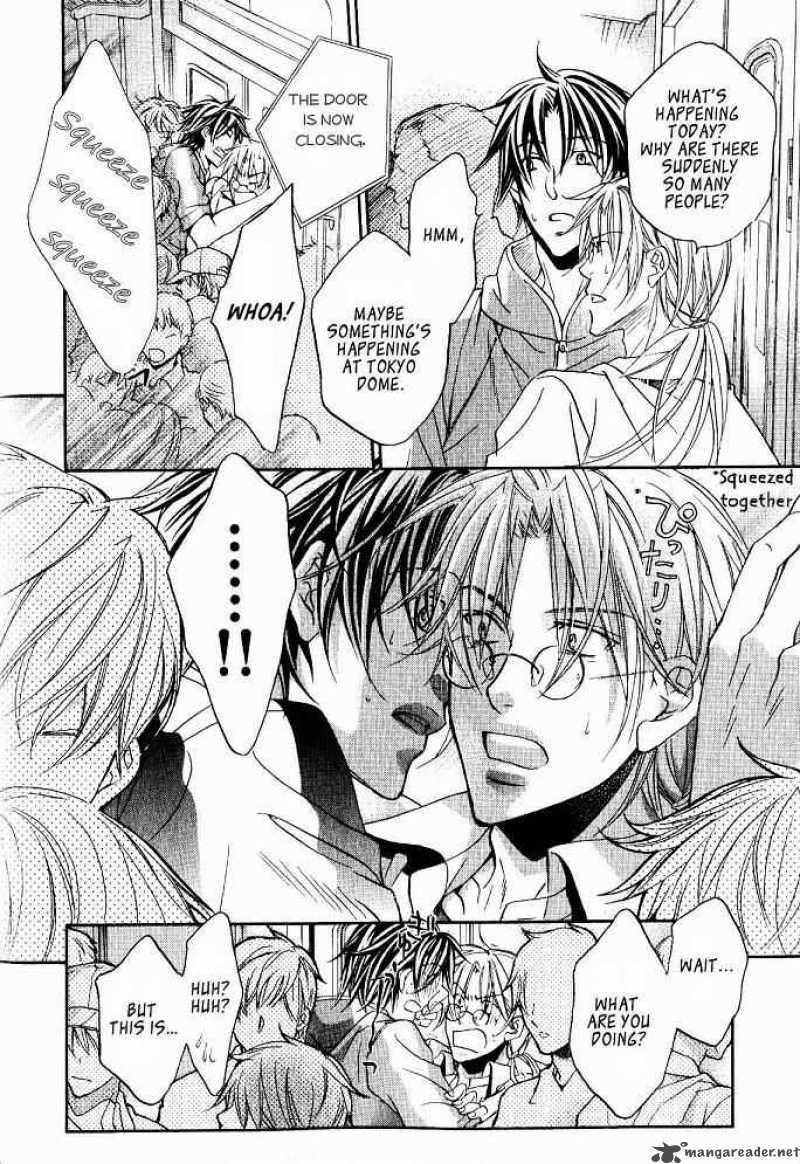 WHAT'S
HAPPENING
TODAY?
WHY ARE THERE
SUDDENLY
SO MANY
PEOPLE?
HMM,
MAYBE
SOMETHING'S
HAPPENING
AT TOKYO
DOME.
THE DOOR
IS NOW
CLOSING.
WHOA!
Squeeze
squeeze
squeeze
*Squeezed
together
ぴったり…
......!!
WAIT...
WHAT
ARE YOU
DOING?
HUH?
HUH?
BUT
THIS IS...
mangareader.net